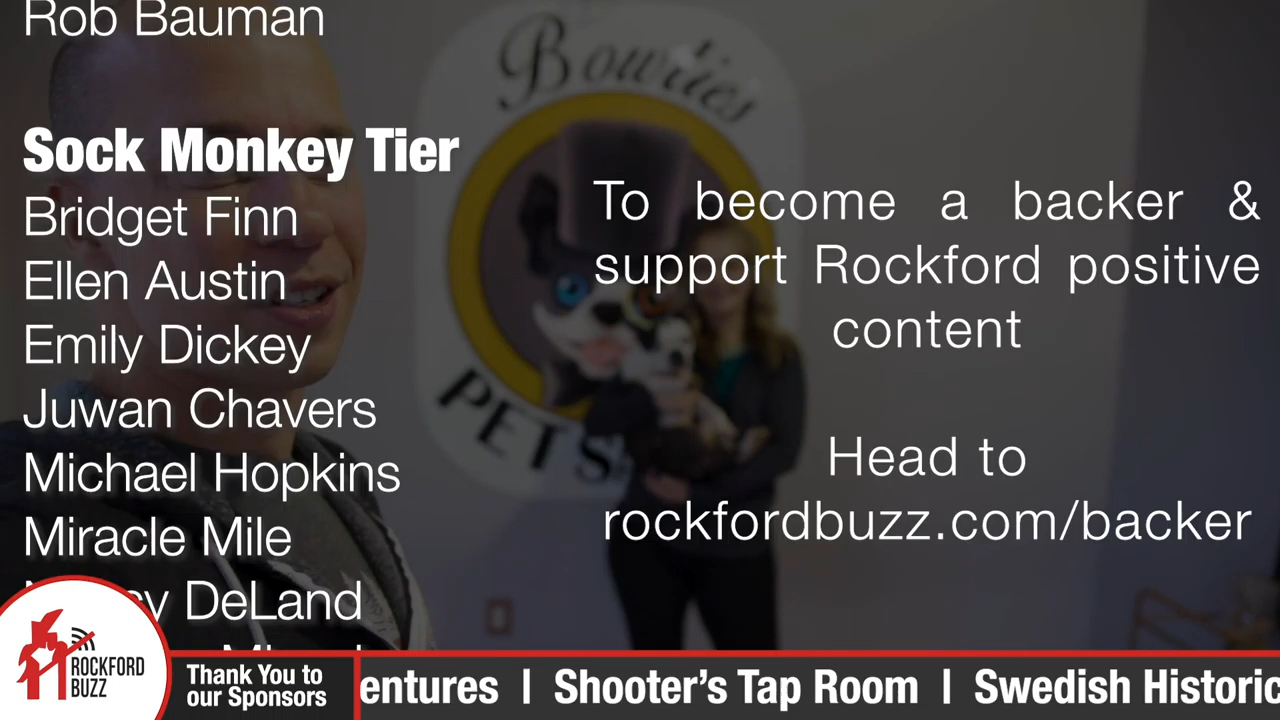 Rob Bauman
Sock Monkey Tier
Bridget Finn
Ellen Austin
Emily Dickey
Juwan Chavers
Michael Hopkins
Miracle Mile
DeLand
To become a backer &
support Rockford positive
content
Head to
rockfordbuzz.com/backer
Bowties
PETS
ROCKFORD
BUZZ
Thank You to
our Sponsors
entures | Shooter's Tap Room | Swedish Historic